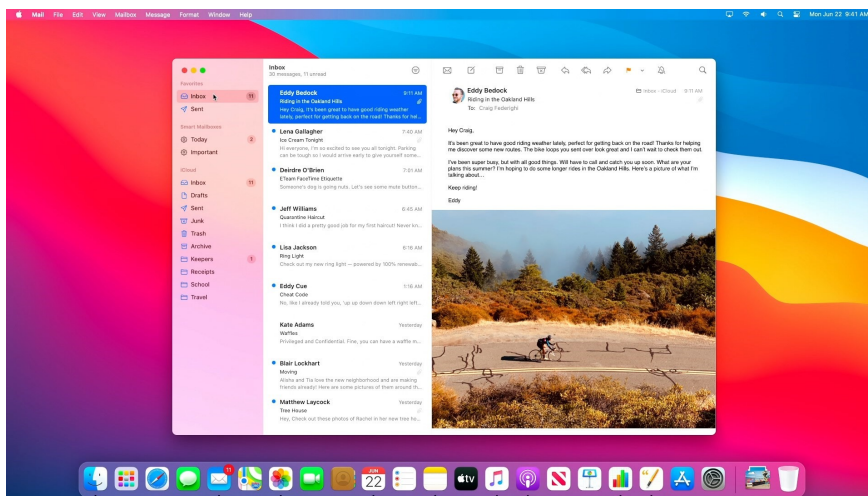 Mail File Edit View Mailbox Message Format Window Help
Mon Jun 22 9:41 AM
Favorites
Inbox 11
Sent
Smart Mailboxes
Today 2
Important
iCloud
Inbox 11
Drafts
Sent
Junk
Trash
Archive
Keepers 1
Receipts
School
Travel
Inbox
30 messages, 11 unread
Eddy Bedock 9:11 AM
Riding in the Oakland Hills
Hey Craig, It's been great to have good riding weather
lately, perfect for getting back on the road! Thanks for hel...
Lena Gallagher 7:40 AM
Ice Cream Tonight
Hi everyone, I'm so excited to see you all tonight. Parking
can be tough so I would arrive early to give yourself some...
Deirdre O'Brien 7:01 AM
ETeam FaceTime Etiquette
Someone's dog is going nuts. Let's see some mute button...
Jeff Williams 6:45 AM
Quarantine Haircut
I think I did a pretty good job for my first haircut! Never kn...
Lisa Jackson 6:16 AM
Ring Light
Check out my new ring light — powered by 100% renewab...
Eddy Cue 1:16 AM
Cheat Code
No, like I already told you, 'up up down down left right left...
Kate Adams Yesterday
Waffles
Privileged and Confidential. Fine, you can have a waffle m...
Blair Lockhart Yesterday
Moving
Alisha and Tia love the new neighborhood and are making
friends already! Here are some pictures of them around th...
Matthew Laycock Yesterday
Tree House
Hey, Check out these photos of Rachel in her new tree ho...
Eddy Bedock
Inbox - iCloud 9:11 AM
Riding in the Oakland Hills
To: Craig Federighi
Hey Craig,
It's been great to have good riding weather lately, perfect for getting back on the road! Thanks for helping
me discover some new routes. The bike loops you sent over look great and I can't wait to check them out.
I've been super busy, but with all good things. Will have to call and catch you up soon. What are your
plans this summer? I'm hoping to do some longer rides in the Oakland Hills. Here's a picture of what I'm
talking about...
Keep riding!
Eddy
11
JUN
22
tv